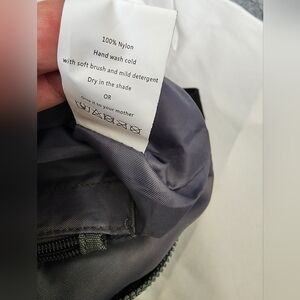 100% Nylon
Hand wash cold
with soft brush and mild detergent
Dry in the shade
OR
Give it to your mother